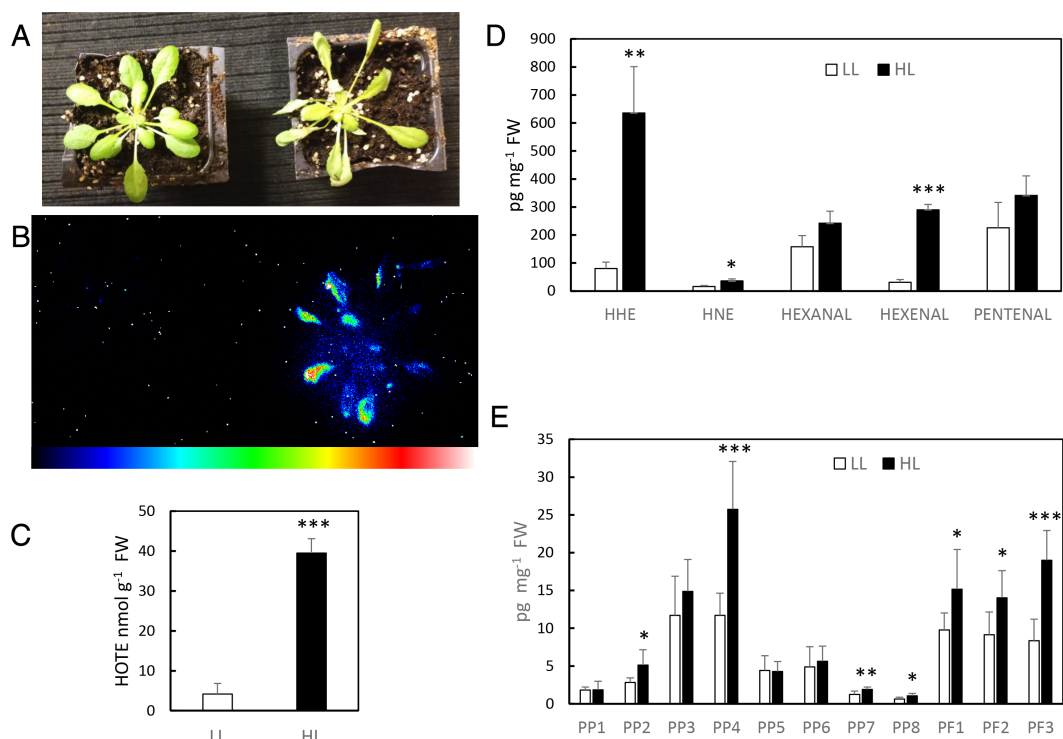 A
B
C
HOTE nmol g-1 FW
50
40
30
20
10
0
***
LL
HL
D
pg mg-1 FW
900
800
700
600
500
400
300
200
100
0
LL HL
**
*
***
HHE HNE HEXANAL HEXENAL PENTENAL
E
pg mg-1 FW
35
30
25
20
15
10
5
0
LL HL
*
***
**
*
*
*
***
PP1 PP2 PP3 PP4 PP5 PP6 PP7 PP8 PF1 PF2 PF3